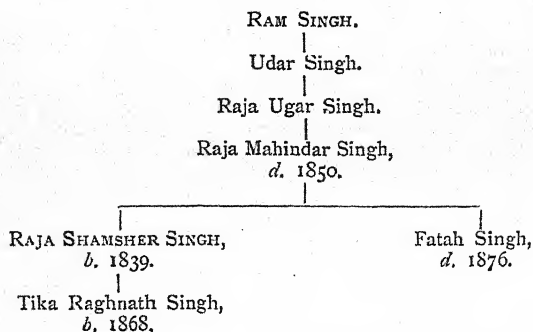 RAM SINGH.
Udar Singh.
Raja Ugar Singh.
Raja Mahindar Singh,
d. 1850.
RAJA SHAMSHER SINGH,
b. 1839.
Fatah Singh,
d. 1876.
Tika Raghnath Singh,
b. 1868.